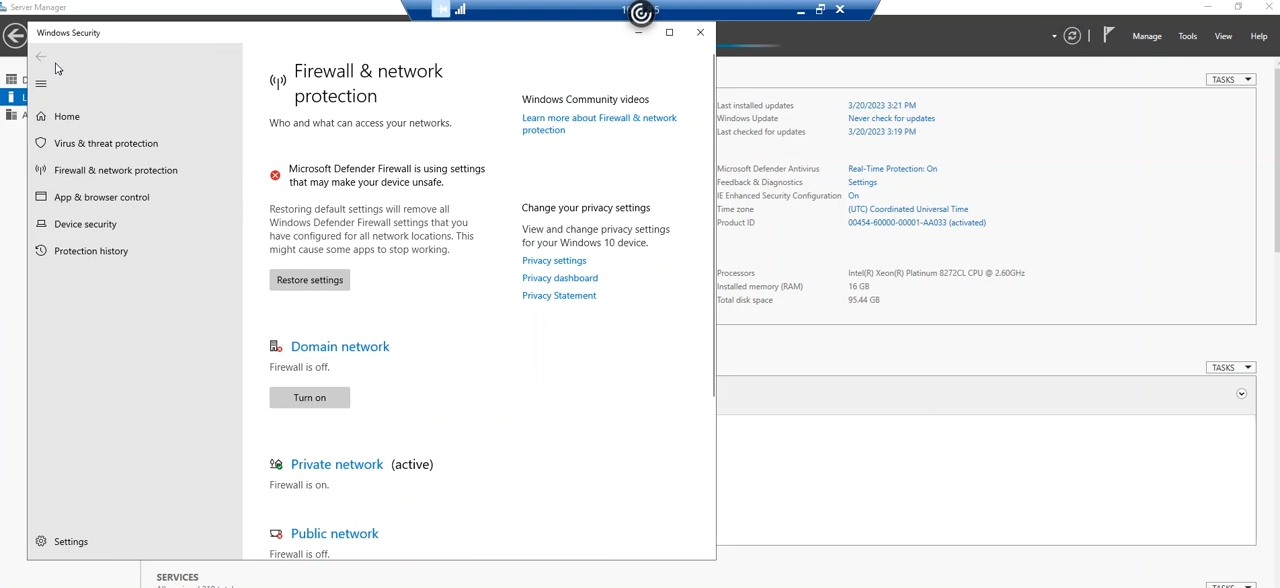 Server Manager
Windows Security
Manage
Tools
View
Help
Home
Virus & threat protection
Firewall & network protection
App & browser control
Device security
Protection history
Settings
Firewall & network
protection
Who and what can access your networks.
Microsoft Defender Firewall is using settings
that may make your device unsafe.
Restoring default settings will remove all
Windows Defender Firewall settings that you
have configured for all network locations. This
might cause some apps to stop working.
Restore settings
Domain network
Firewall is off.
Turn on
Private network (active)
Firewall is on.
Public network
Firewall is off.
Windows Community videos
Learn more about Firewall & network
protection
Change your privacy settings
View and change privacy settings
for your Windows 10 device.
Privacy settings
Privacy dashboard
Privacy Statement
TASKS
Last installed updates 3/20/2023 3:21 PM
Windows Update Never check for updates
Last checked for updates 3/20/2023 3:19 PM
Microsoft Defender Antivirus Real-Time Protection: On
Feedback & Diagnostics Settings
IE Enhanced Security Configuration On
Time zone (UTC) Coordinated Universal Time
Product ID 00454-60000-00001-AA033 (activated)
Processors Intel(R) Xeon(R) Platinum 8272CL CPU @ 2.60GHz
Installed memory (RAM) 16 GB
Total disk space 95.44 GB
TASKS
SERVICES
TASKS